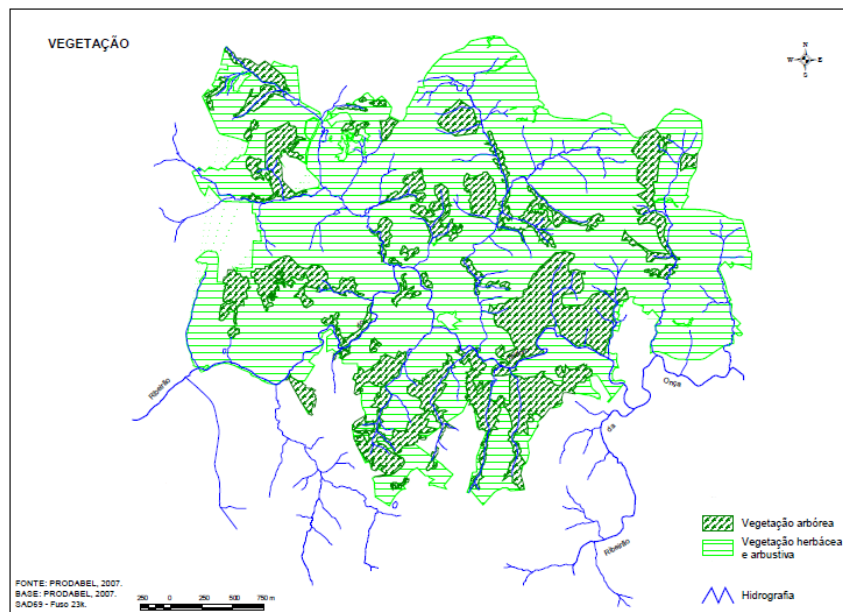 VEGETAÇÃO
N
W E
S
Ribeirão
Onça
da
Ribeirão
Vegetação arbórea
Vegetação herbácea
e arbustiva
Hidrografia
FONTE: PRODABEL, 2007.
BASE: PRODABEL, 2007.
SAD69 - Fuso 23k.
250 0 250 500 750 m